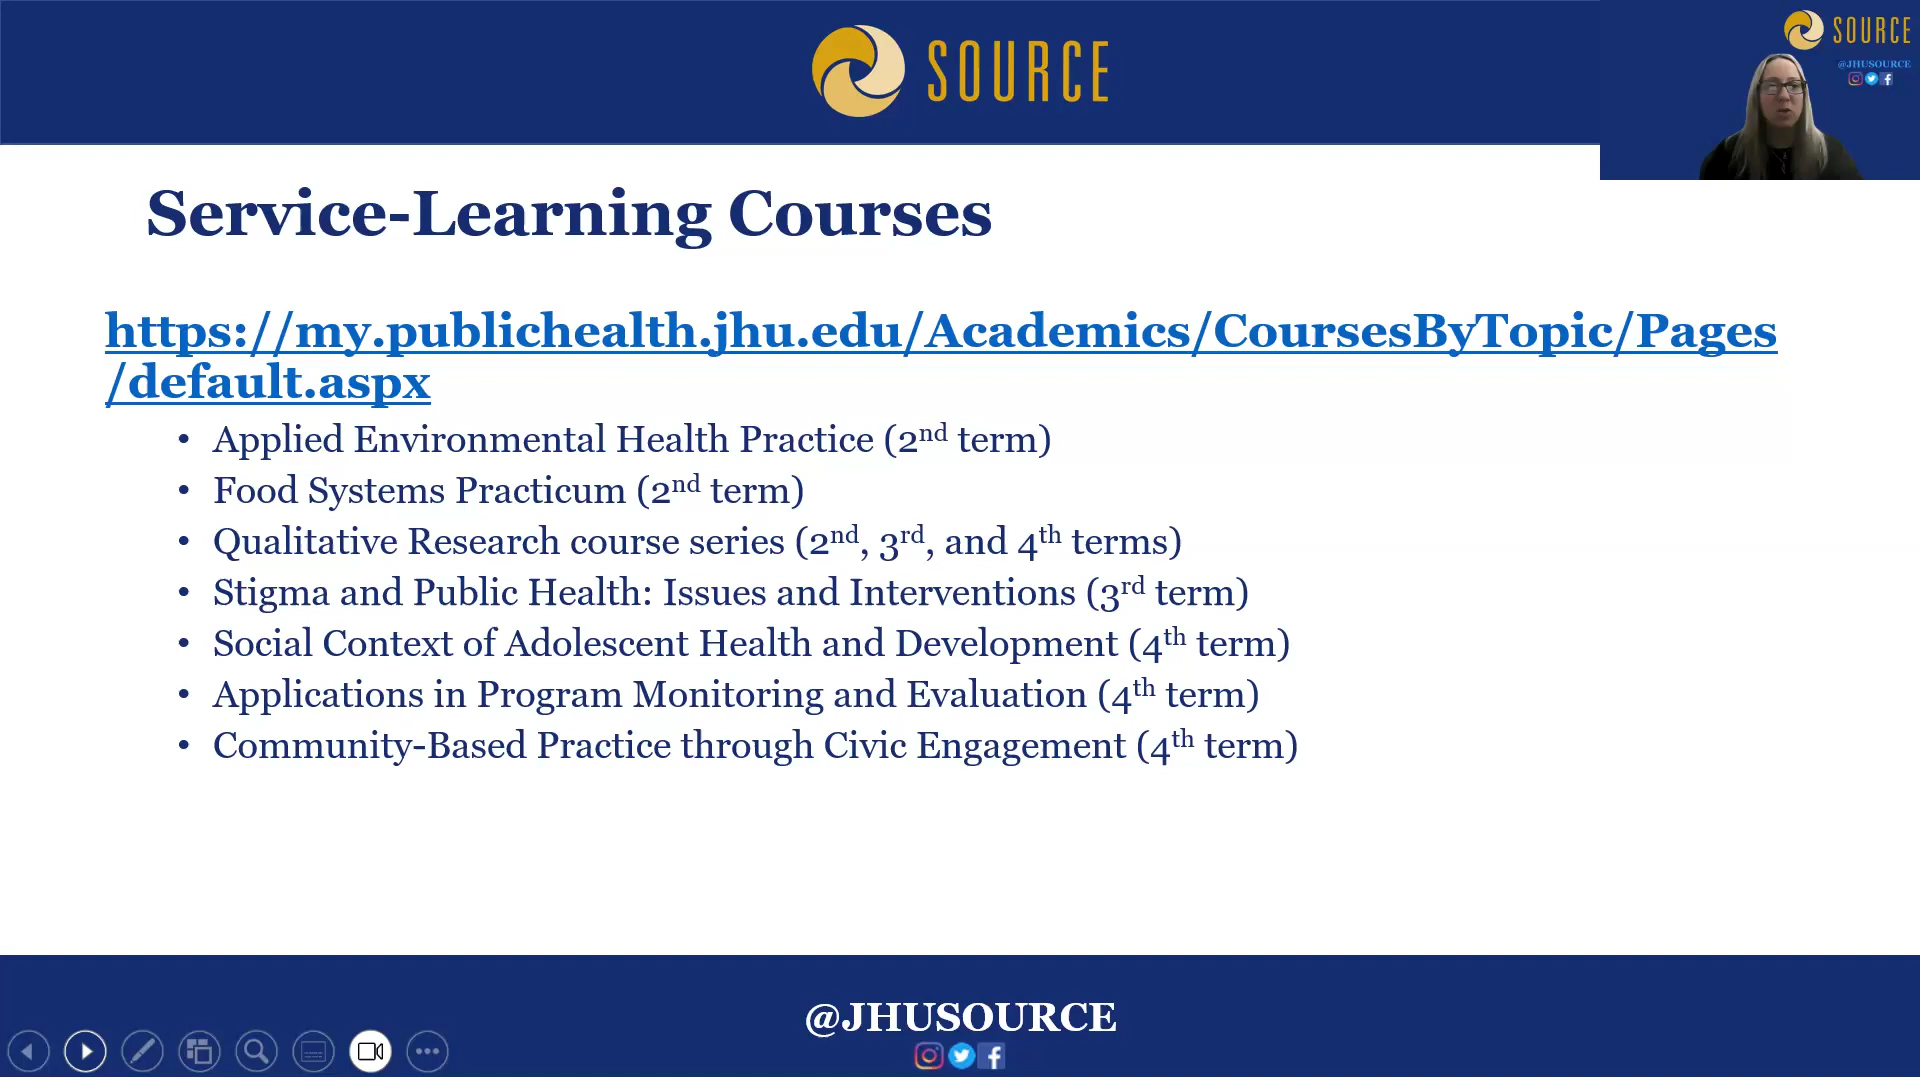 SOURCE
SOURCE
@JHUSOURCE
Service-Learning Courses
https://my.publichealth.jhu.edu/Academics/CoursesByTopic/Pages
/default.aspx
• Applied Environmental Health Practice (2nd term)
• Food Systems Practicum (2nd term)
• Qualitative Research course series (2nd, 3rd, and 4th terms)
• Stigma and Public Health: Issues and Interventions (3rd term)
• Social Context of Adolescent Health and Development (4th term)
• Applications in Program Monitoring and Evaluation (4th term)
• Community-Based Practice through Civic Engagement (4th term)
@JHUSOURCE